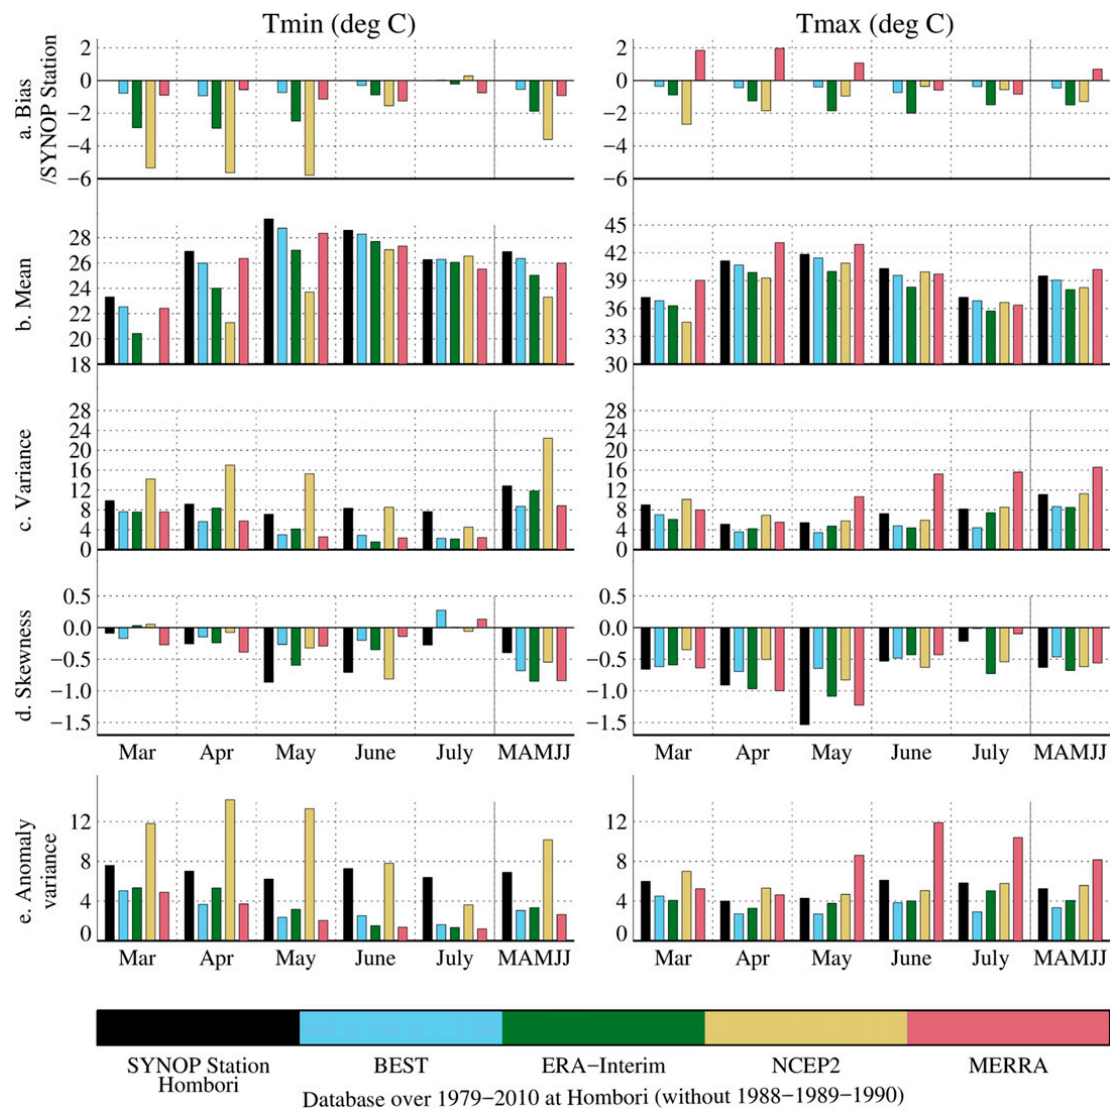 Tmin (deg C)
Tmax (deg C)
a. Bias
/SYNOP Station
2
0
−2
−4
−6
2
0
−2
−4
−6
b. Mean
28
26
24
22
20
18
45
42
39
36
33
30
c. Variance
28
24
20
16
12
8
4
0
28
24
20
16
12
8
4
0
d. Skewness
0.5
0.0
−0.5
−1.0
−1.5
0.5
0.0
−0.5
−1.0
−1.5
Mar Apr May June July MAMJJ
Mar Apr May June July MAMJJ
e. Anomaly
variance
12
8
4
0
12
8
4
0
Mar Apr May June July MAMJJ
Mar Apr May June July MAMJJ
SYNOP Station
Hombori
BEST
ERA−Interim
NCEP2
MERRA
Database over 1979−2010 at Hombori (without 1988−1989−1990)